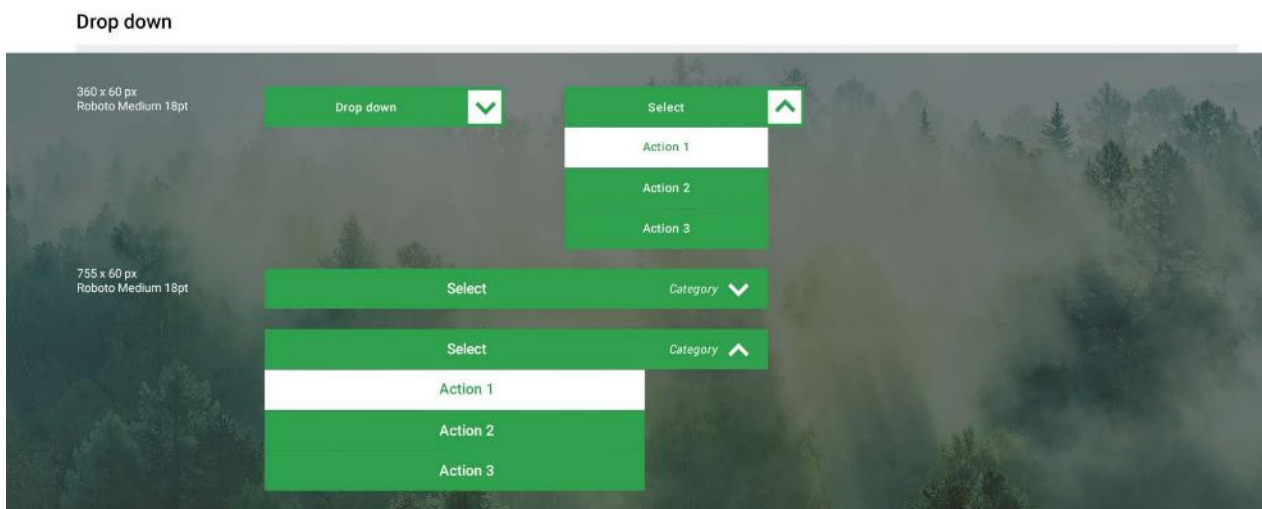 Drop down
360 x 60 px
Roboto Medium 18pt
Drop down
Select
Action 1
Action 2
Action 3
755 x 60 px
Roboto Medium 18pt
Select Category
Select Category
Action 1
Action 2
Action 3